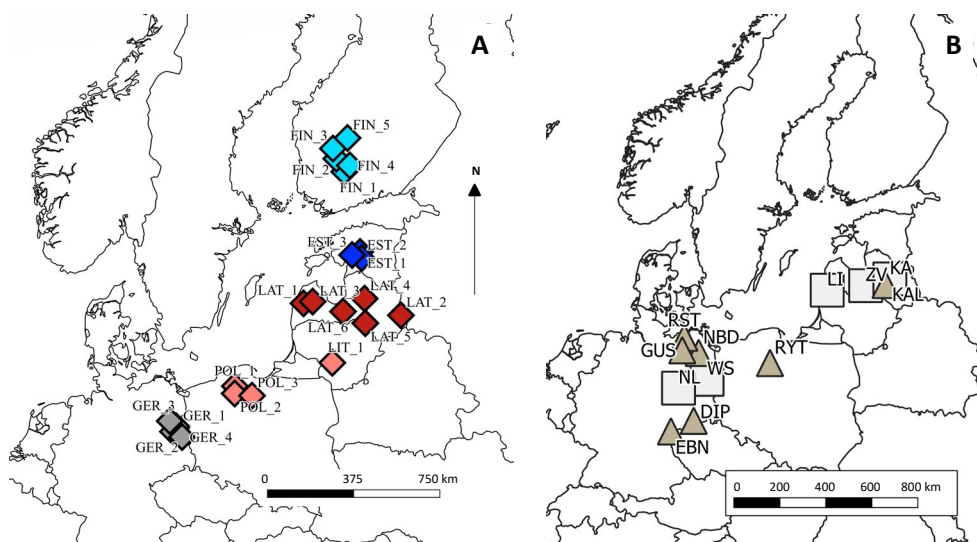 A
FIN_5
FIN_3
FIN_2
FIN_4
FIN_1
N
EST_3
EST_2
EST_1
LAT_1
LAT_3
LAT_4
LAT_2
LAT_6
LAT_5
LIT_1
POL_1
POL_3
POL_2
GER_3
GER_1
GER_2
GER_4
0 375 750 km
B
LI
ZV
KA
KAL
RST
NBD
GUS
WS
RYT
NL
DIP
EBN
0 200 400 600 800 km